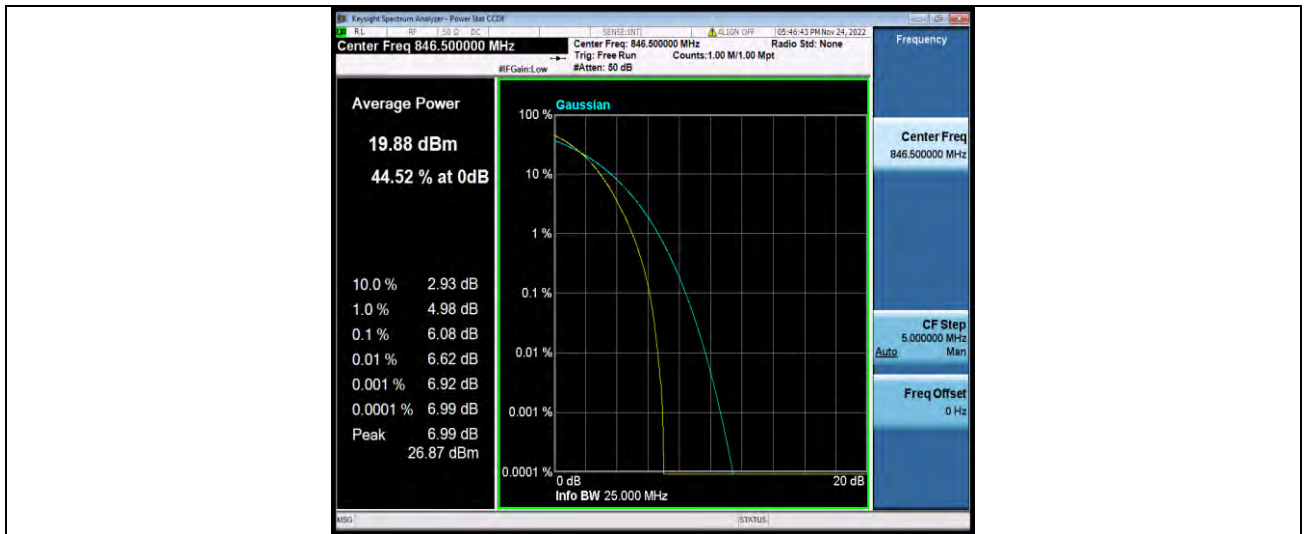 Keysight Spectrum Analyzer - Power Stat CCDF
RL RF 50 Ω DC SENSE:INT ALIGN OFF 05:46:43 PM Nov 24, 2022
Center Freq 846.500000 MHz
Center Freq: 846.500000 MHz Radio Std: None
Trig: Free Run Counts:1.00 M/1.00 Mpt
#IFGain:Low #Atten: 50 dB
Frequency
Average Power
19.88 dBm
44.52 % at 0dB
10.0 % 2.93 dB
1.0 % 4.98 dB
0.1 % 6.08 dB
0.01 % 6.62 dB
0.001 % 6.92 dB
0.0001 % 6.99 dB
Peak 6.99 dB
26.87 dBm
Gaussian
100 %
10 %
1 %
0.1 %
0.01 %
0.001 %
0.0001 %
0 dB 20 dB
Info BW 25.000 MHz
Center Freq
846.500000 MHz
CF Step
5.000000 MHz
Auto Man
Freq Offset
0 Hz
MSG STATUS